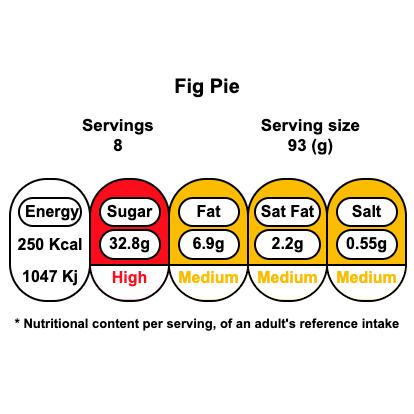 Fig Pie
Servings
8
Serving size
93 (g)
Energy
250 Kcal
1047 Kj
Sugar
32.8g
High
Fat
6.9g
Medium
Sat Fat
2.2g
Medium
Salt
0.55g
Medium
* Nutritional content per serving, of an adult's reference intake